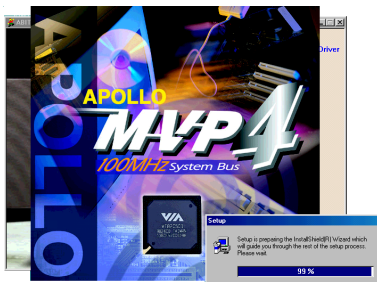 Driver
APOLLO
APOLLO
MVP4
100MHz System Bus
VIA
Setup
Setup is preparing the InstallShield(R) Wizard which
will guide you through the rest of the setup process.
Please wait.
99 %